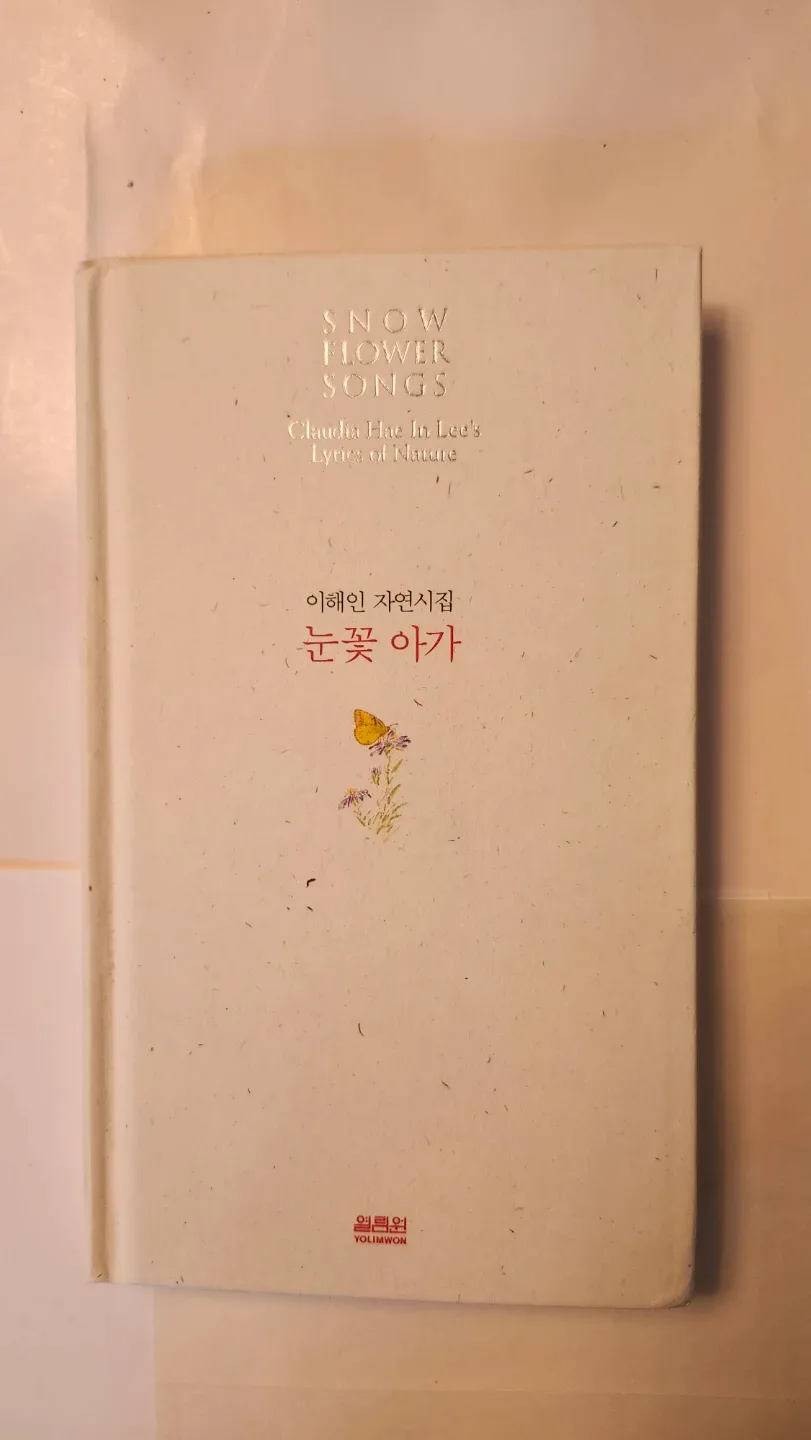 SNOW
FLOWER
SONGS
Claudia Hae In Lee's
Lyrics of Nature
이해인 자연시집
눈꽃 아가
열림원
YOLIMWON